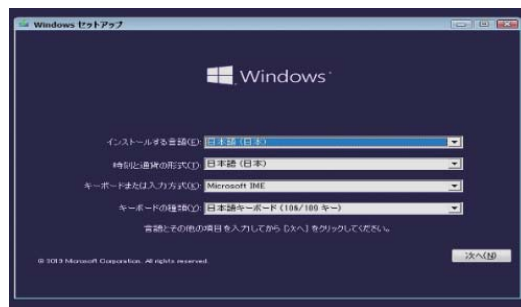 Windows セットアップ
Windows
インストールする言語(E): 日本語 (日本)
時刻と通貨の形式(T): 日本語 (日本)
キーボードまたは入力方式(K): Microsoft IME
キーボードの種類(Y): 日本語キーボード (106/109 キー)
言語とその他の項目を入力してから [次へ] をクリックしてください。
© 2013 Microsoft Corporation. All rights reserved.
次へ(N)